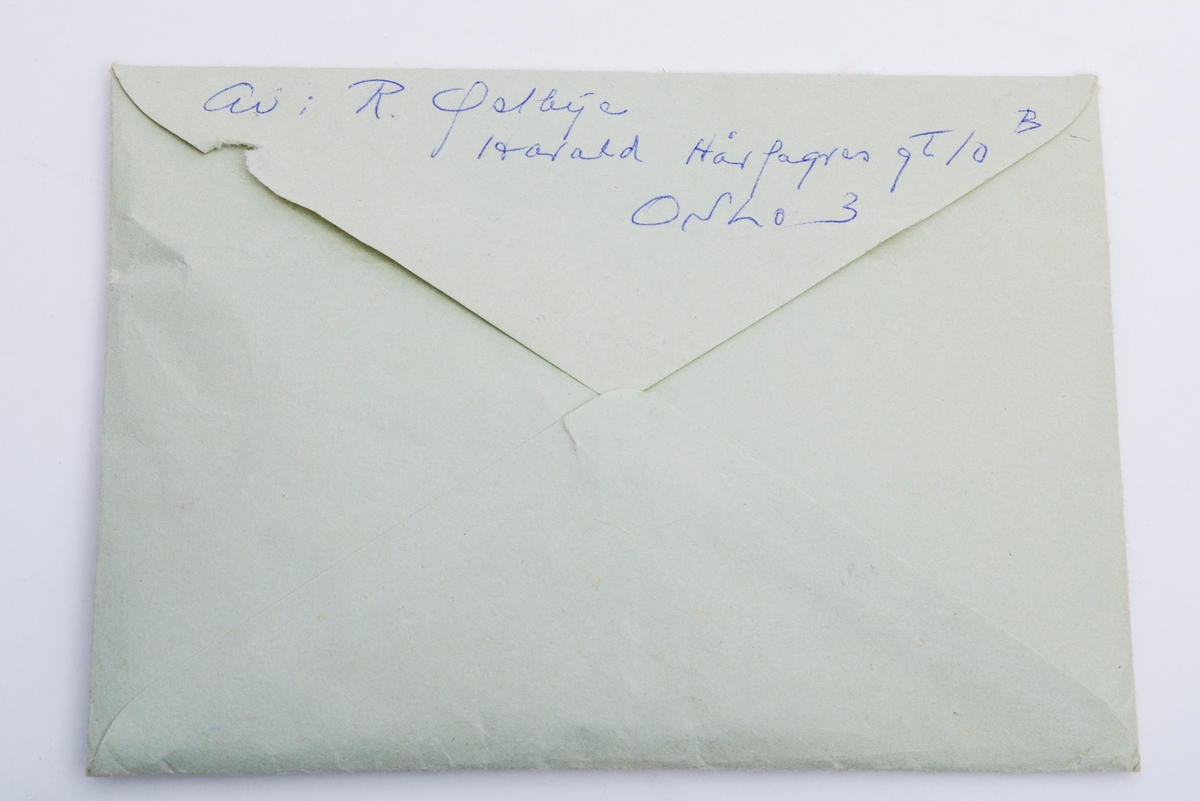 Av: R. Østbye
Harald Hårfagres gt 10 B
OSLO 3